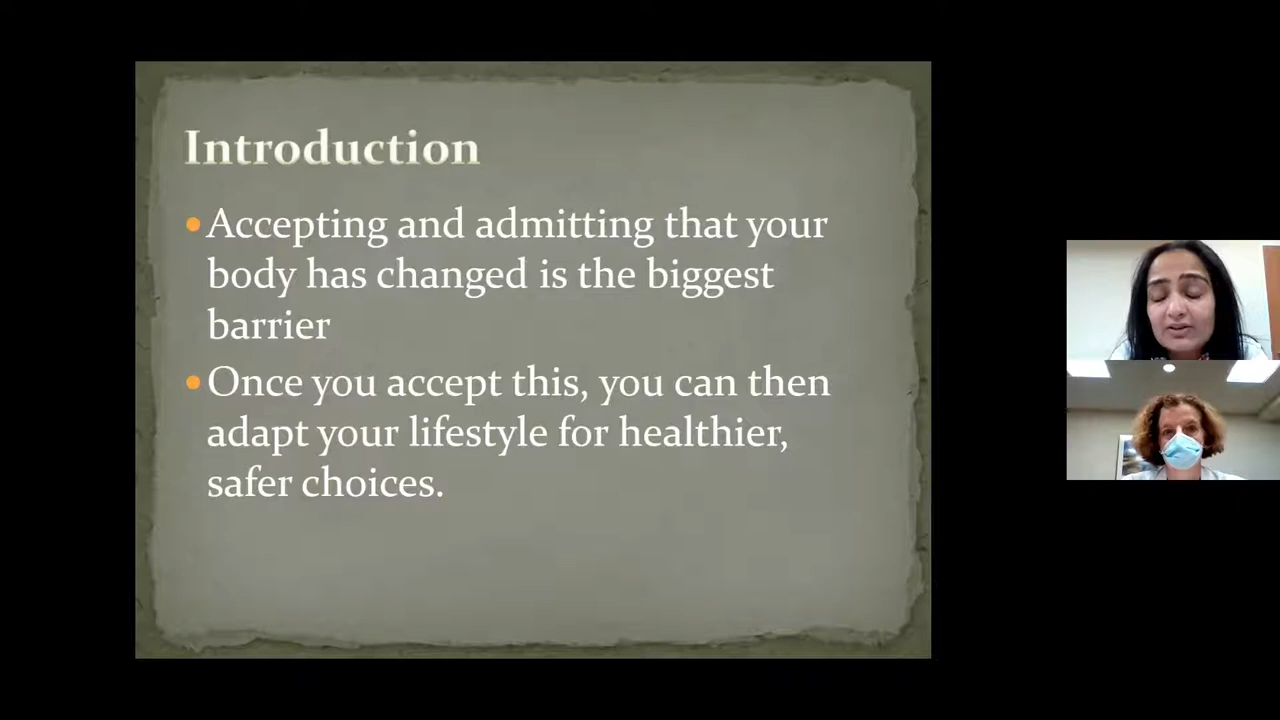 Introduction
•Accepting and admitting that your
body has changed is the biggest
barrier
•Once you accept this, you can then
adapt your lifestyle for healthier,
safer choices.